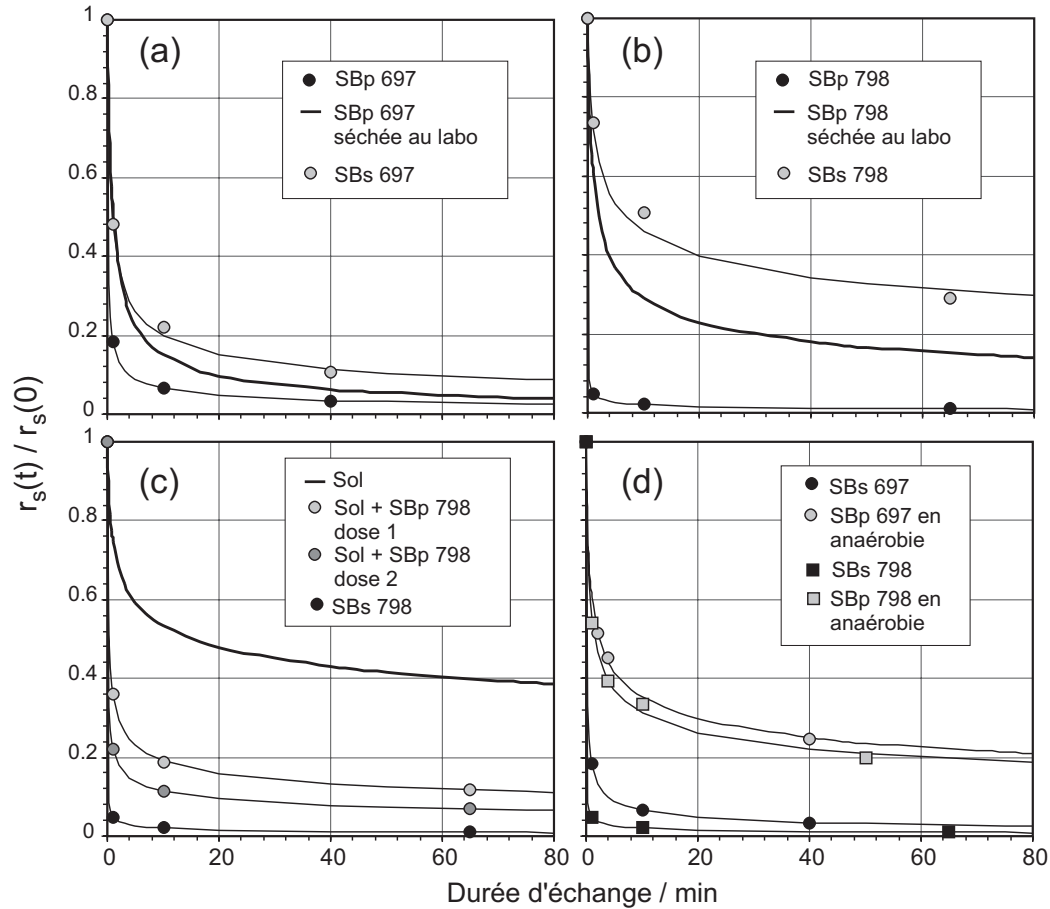 (a)
SBp 697
SBp 697
séchée au labo
SBs 697
(b)
SBp 798
SBp 798
séchée au labo
SBs 798
1
0.8
0.6
0.4
0.2
0
(c)
Sol
Sol + SBp 798
dose 1
Sol + SBp 798
dose 2
SBs 798
(d)
SBs 697
SBp 697 en
anaérobie
SBs 798
SBp 798 en
anaérobie
1
0.8
0.6
0.4
0.2
0
0 20 40 60 80
0 20 40 60 80
r_s(t) / r_s(0)
Durée d'échange / min